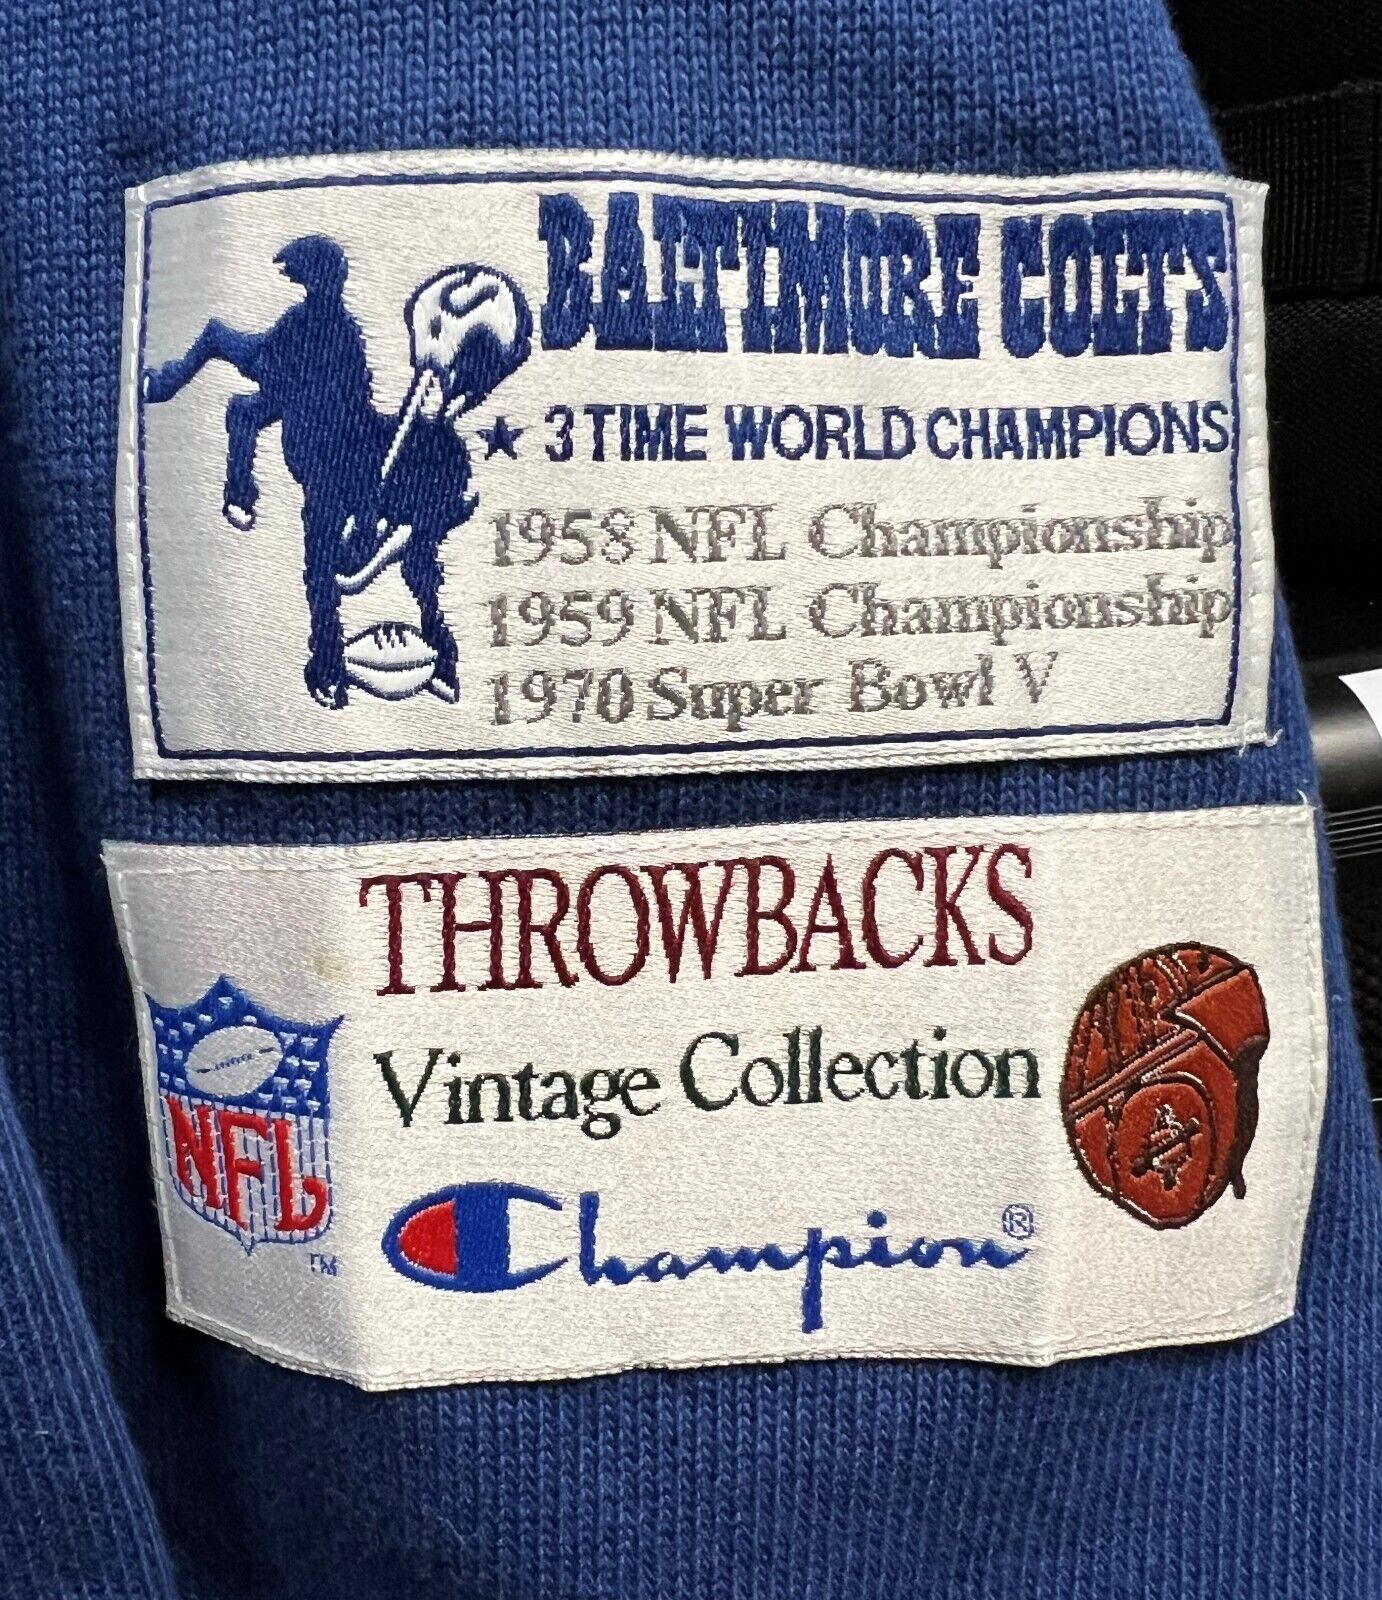 BALTIMORE COLTS
★ 3 TIME WORLD CHAMPIONS
1958 NFL Championship
1959 NFL Championship
1970 Super Bowl V
THROWBACKS
Vintage Collection
NFL
TM
Champion®